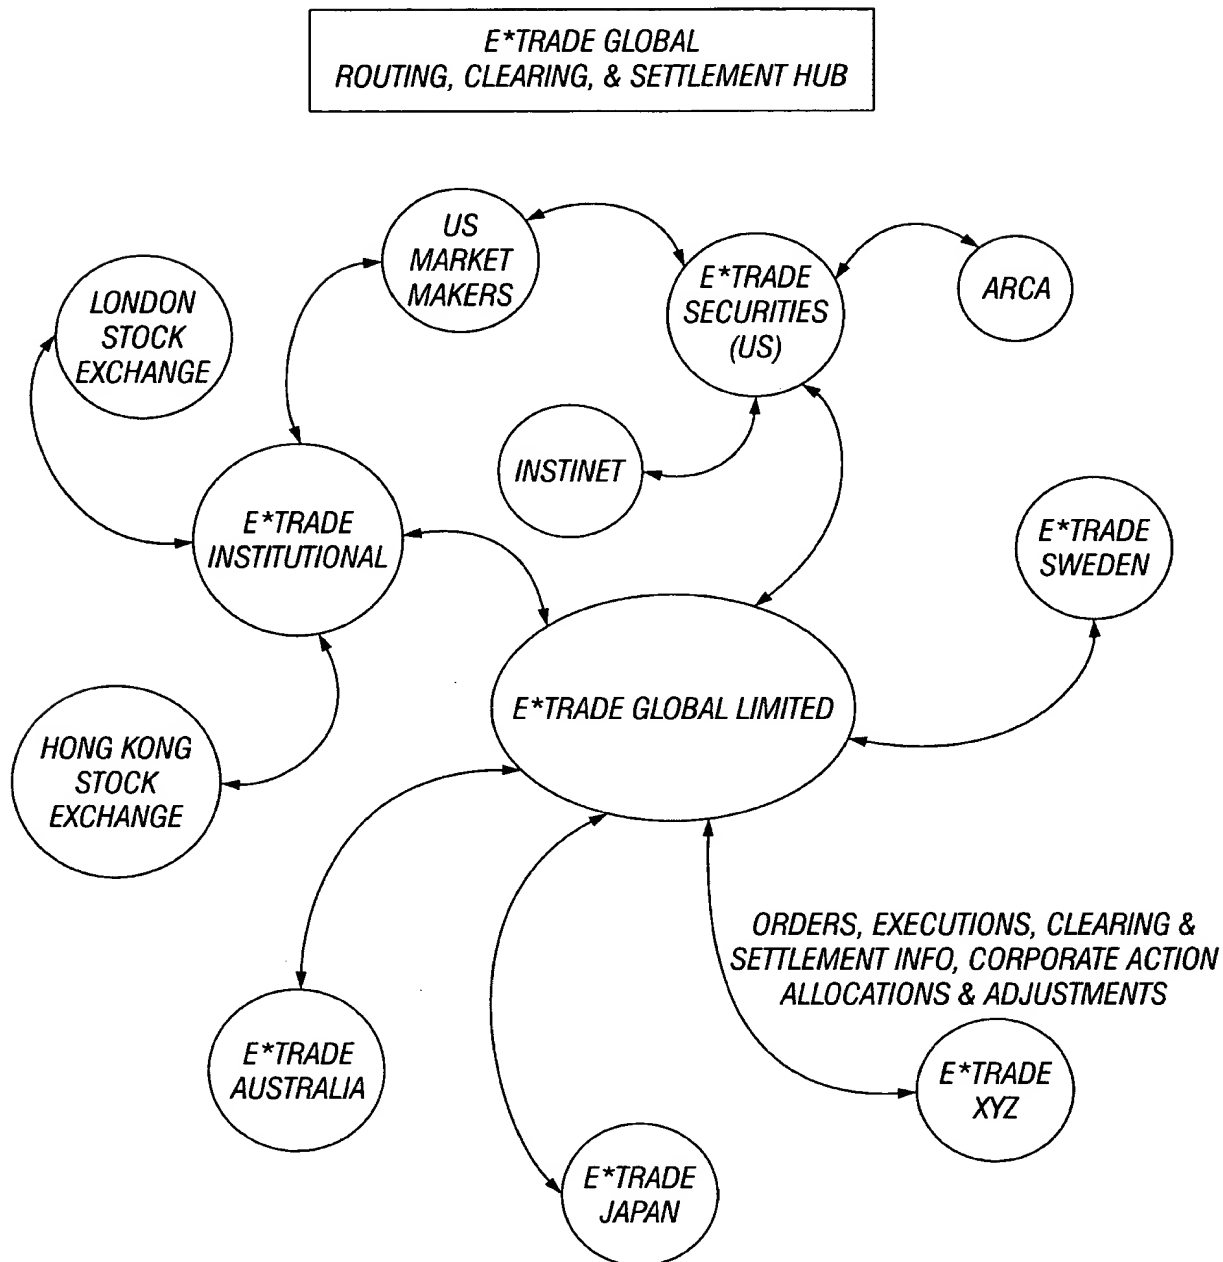 E*TRADE GLOBAL
ROUTING, CLEARING, & SETTLEMENT HUB
US
MARKET
MAKERS
E*TRADE
SECURITIES
(US)
ARCA
LONDON
STOCK
EXCHANGE
INSTINET
E*TRADE
INSTITUTIONAL
E*TRADE
SWEDEN
E*TRADE GLOBAL LIMITED
HONG KONG
STOCK
EXCHANGE
ORDERS, EXECUTIONS, CLEARING &
SETTLEMENT INFO, CORPORATE ACTION
ALLOCATIONS & ADJUSTMENTS
E*TRADE
AUSTRALIA
E*TRADE
XYZ
E*TRADE
JAPAN